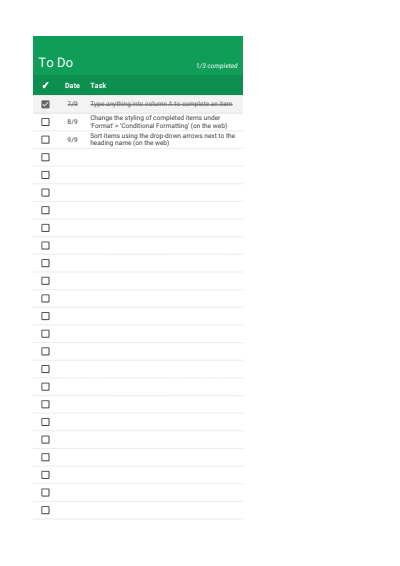 To Do
1/3 completed
✓ Date Task
7/9 Type anything into column A to complete an item
8/9 Change the styling of completed items under
'Format' > 'Conditional Formatting' (on the web)
9/9 Sort items using the drop-down arrows next to the
heading name (on the web)